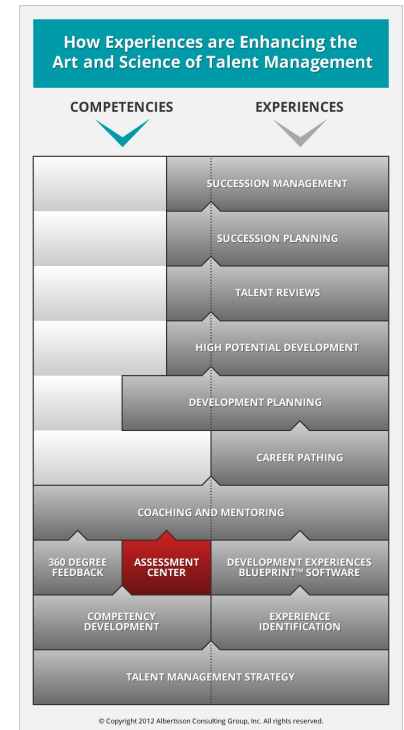 How Experiences are Enhancing the
Art and Science of Talent Management
COMPETENCIES
EXPERIENCES
SUCCESSION MANAGEMENT
SUCCESSION PLANNING
TALENT REVIEWS
HIGH POTENTIAL DEVELOPMENT
DEVELOPMENT PLANNING
CAREER PATHING
COACHING AND MENTORING
360 DEGREE
FEEDBACK
ASSESSMENT
CENTER
DEVELOPMENT EXPERIENCES
BLUEPRINT™ SOFTWARE
COMPETENCY
DEVELOPMENT
EXPERIENCE
IDENTIFICATION
TALENT MANAGEMENT STRATEGY
© Copyright 2012 Albertsson Consulting Group, Inc. All rights reserved.